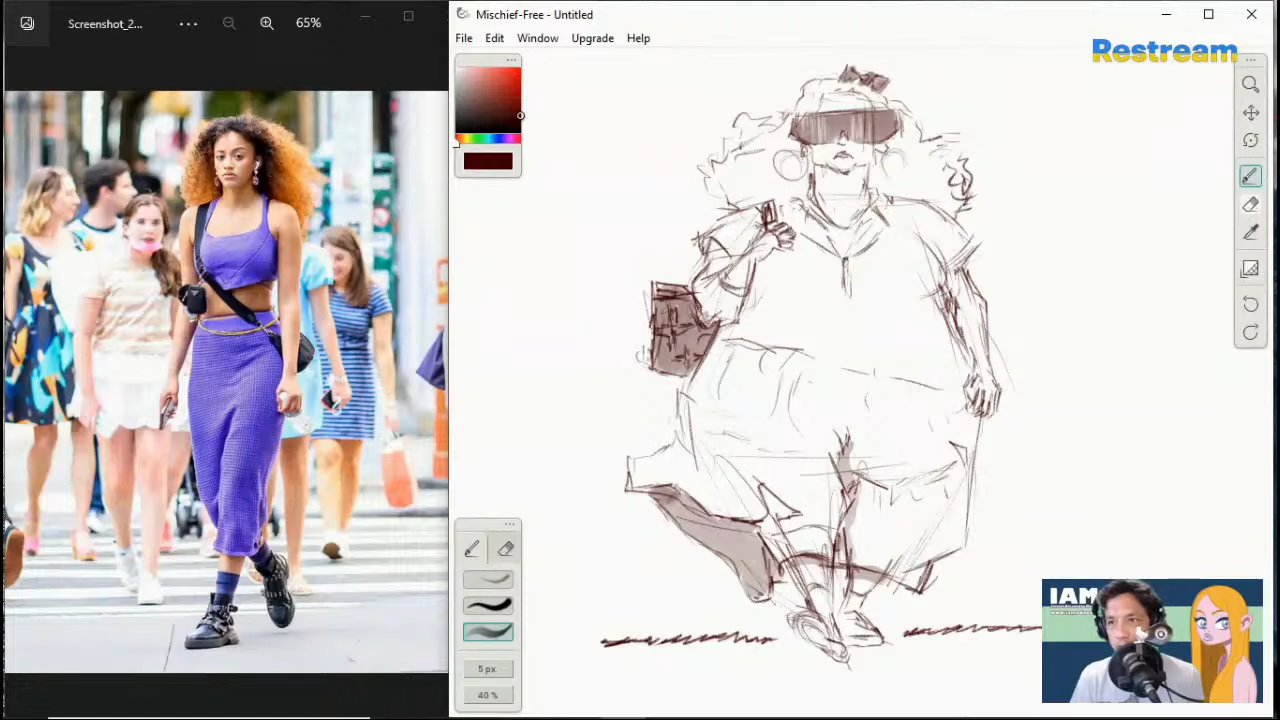 Screenshot_2...
65%
Mischief-Free - Untitled
File Edit Window Upgrade Help
Restream
5 px
40 %
IAM